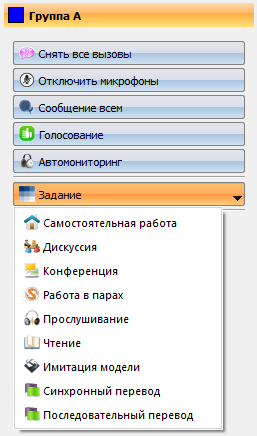 Группа А
Снять все вызовы
Отключить микрофоны
Сообщение всем
Голосование
Автомониторинг
Задание
Самостоятельная работа
Дискуссия
Конференция
Работа в парах
Прослушивание
Чтение
Имитация модели
Синхронный перевод
Последовательный перевод